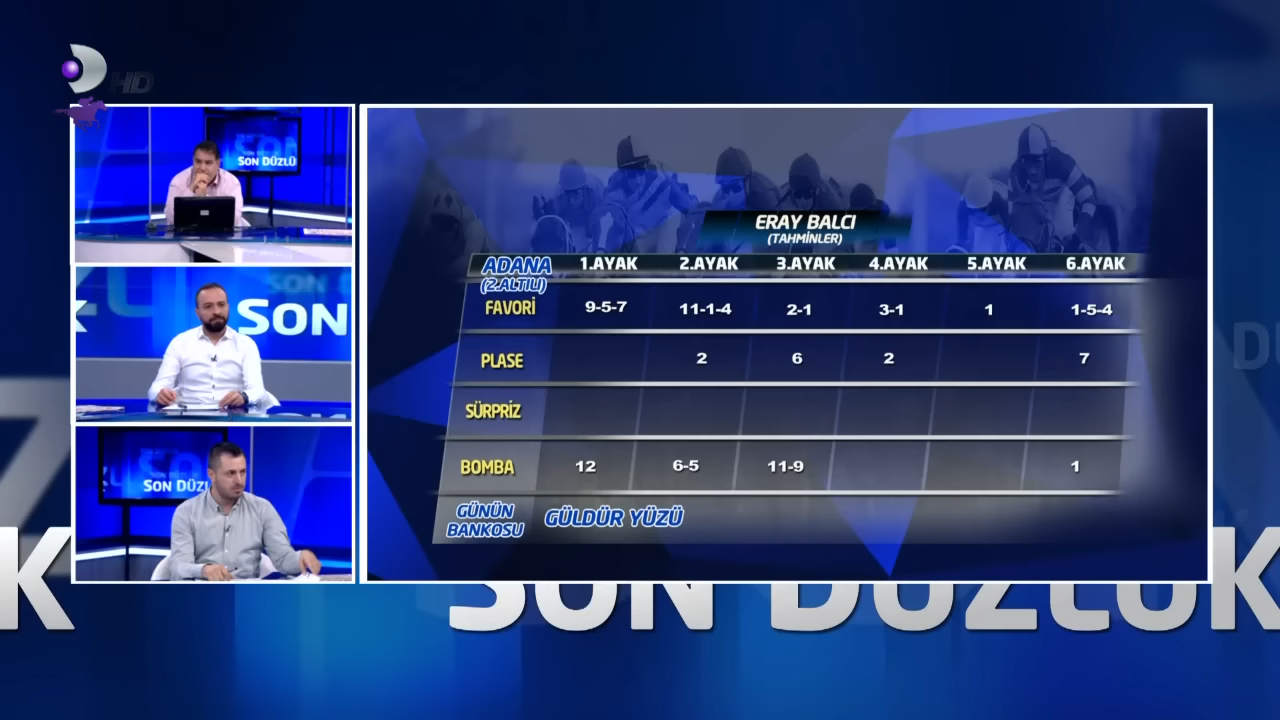 HD
SON DÜZLÜ
SON
SON DÜZL
ERAY BALCI
(TAHMİNLER)
ADANA 1.AYAK 2.AYAK 3.AYAK 4.AYAK 5.AYAK 6.AYAK
(2.ALTILI)
FAVORİ 9-5-7 11-1-4 2-1 3-1 1 1-5-4
PLASE 2 6 2 7
SÜRPRİZ
BOMBA 12 6-5 11-9 1
GÜNÜN
BANKOSU GÜLDÜR YÜZÜ
K SON DÜZLÜK